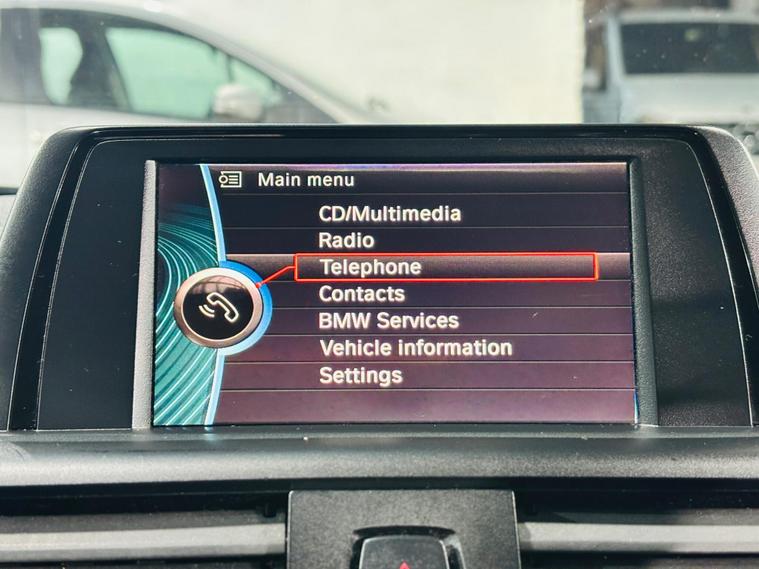 Main menu
CD/Multimedia
Radio
Telephone
Contacts
BMW Services
Vehicle information
Settings